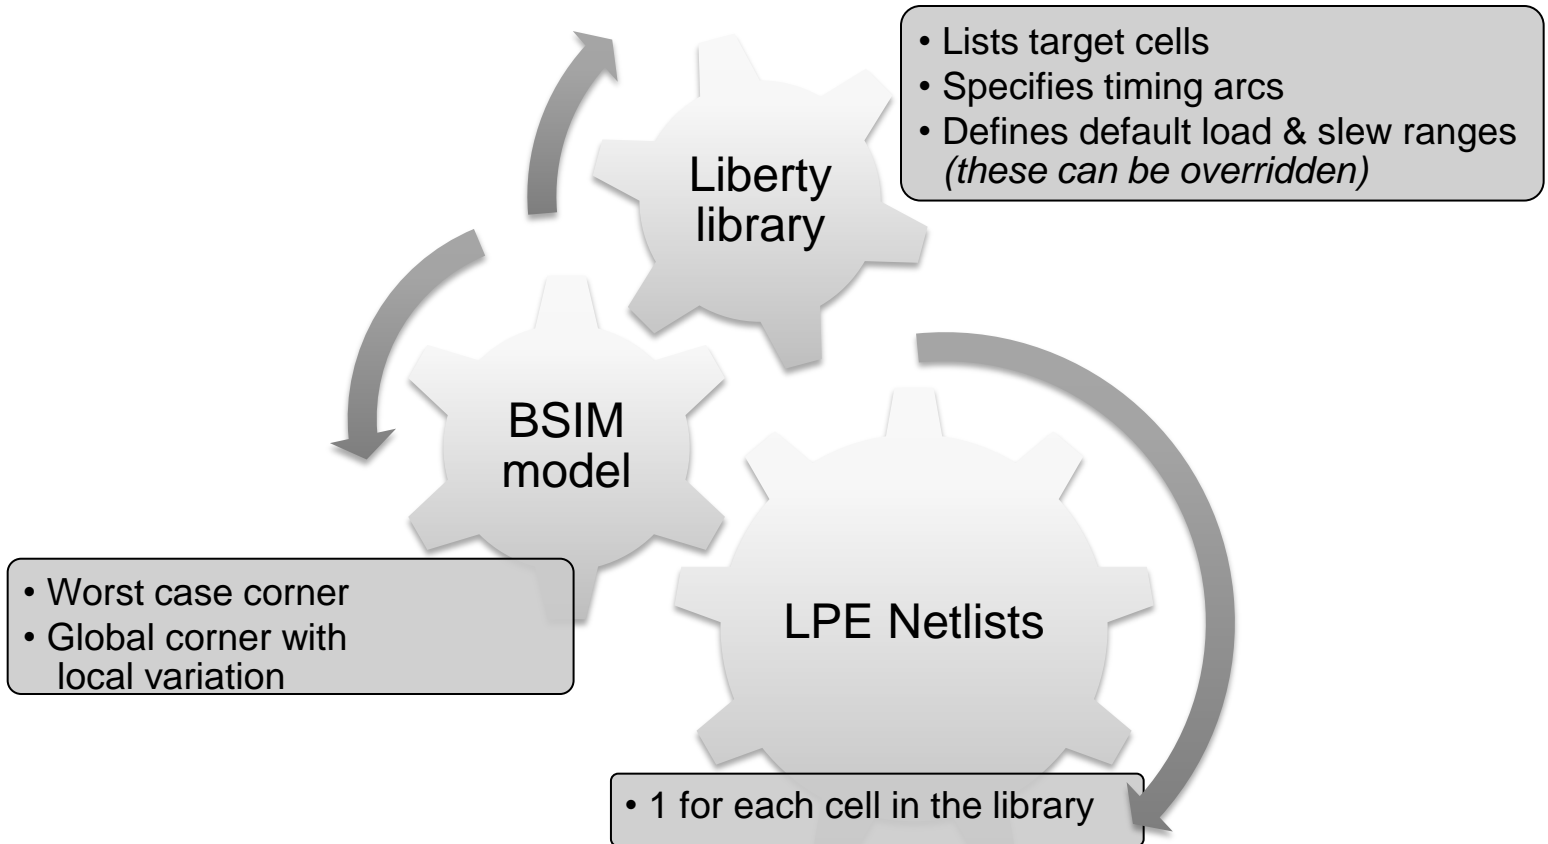 • Lists target cells
• Specifies timing arcs
• Defines default load & slew ranges
(these can be overridden)
Liberty
library
BSIM
model
• Worst case corner
• Global corner with
local variation
LPE Netlists
• 1 for each cell in the library